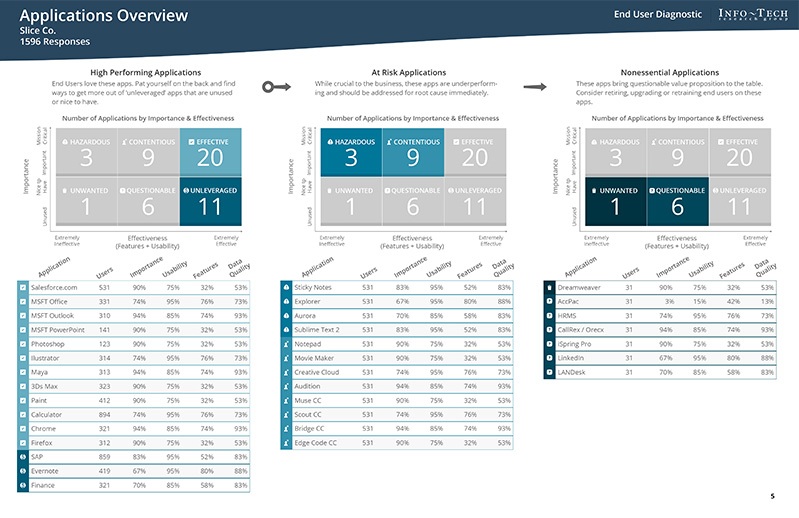 Applications Overview
Slice Co.
1596 Responses
End User Diagnostic
INFO~TECH
research group
High Performing Applications
End Users love these apps. Pat yourself on the back and find
ways to get more out of 'unleveraged' apps that are unused
or nice to have.
Number of Applications by Importance & Effectiveness
Importance
Mission Critical
Important
Nice to Have
Unused
HAZARDOUS
3
CONTENTIOUS
9
EFFECTIVE
20
UNWANTED
1
QUESTIONABLE
6
UNLEVERAGED
11
Extremely Ineffective
Effectiveness
(Features + Usability)
Extremely Effective
Application Users Importance Usability Features Data Quality
Salesforce.com 531 90% 75% 32% 53%
MSFT Office 331 74% 95% 76% 73%
MSFT Outlook 310 94% 85% 74% 93%
MSFT PowerPoint 141 90% 75% 32% 53%
Photoshop 123 90% 75% 32% 53%
Ilustrator 314 74% 95% 76% 73%
Maya 313 94% 85% 74% 93%
3Ds Max 323 90% 75% 32% 53%
Paint 412 90% 75% 32% 53%
Calculator 894 74% 95% 76% 73%
Chrome 321 94% 85% 74% 93%
Firefox 312 90% 75% 32% 53%
SAP 859 83% 95% 52% 83%
Evernote 419 67% 95% 80% 88%
Finance 321 70% 85% 58% 83%
At Risk Applications
While crucial to the business, these apps are underperform-
ing and should be addressed for root cause immediately.
Number of Applications by Importance & Effectiveness
Importance
Mission Critical
Important
Nice to Have
Unused
HAZARDOUS
3
CONTENTIOUS
9
EFFECTIVE
20
UNWANTED
1
QUESTIONABLE
6
UNLEVERAGED
11
Extremely Ineffective
Effectiveness
(Features + Usability)
Extremely Effective
Application Users Importance Usability Features Data Quality
Sticky Notes 531 83% 95% 52% 83%
Explorer 531 67% 95% 80% 88%
Aurora 531 70% 85% 58% 83%
Sublime Text 2 531 83% 95% 52% 83%
Notepad 531 90% 75% 32% 53%
Movie Maker 531 90% 75% 32% 53%
Creative Cloud 531 74% 95% 76% 73%
Audition 531 94% 85% 74% 93%
Muse CC 531 90% 75% 32% 53%
Scout CC 531 74% 95% 76% 73%
Bridge CC 531 94% 85% 74% 93%
Edge Code CC 531 90% 75% 32% 53%
Nonessential Applications
These apps bring questionable value proposition to the table.
Consider retiring, upgrading or retraining end users on these
apps.
Number of Applications by Importance & Effectiveness
Importance
Mission Critical
Important
Nice to Have
Unused
HAZARDOUS
3
CONTENTIOUS
9
EFFECTIVE
20
UNWANTED
1
QUESTIONABLE
6
UNLEVERAGED
11
Extremely Ineffective
Effectiveness
(Features + Usability)
Extremely Effective
Application Users Importance Usability Features Data Quality
Dreamweaver 31 90% 75% 32% 53%
AccPac 31 3% 15% 42% 13%
HRMS 31 74% 95% 76% 73%
CallRex / Orecx 31 94% 85% 74% 93%
iSpring Pro 31 90% 75% 32% 53%
LinkedIn 31 67% 95% 80% 88%
LANDesk 31 70% 85% 58% 83%
5